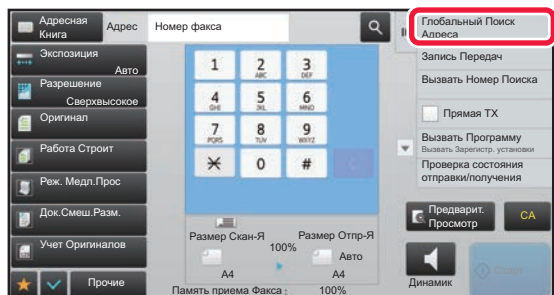 Адресная
Книга
Адрес
Номер факса
Экспозиция
Авто
Разрешение
Сверхвысокое
Оригинал
Работа Строит
Реж. Медл.Прос
Док.Смеш.Разм.
Учет Оригиналов
Прочие
1
2
ABC
3
DEF
4
GHI
5
JKL
6
MNO
7
PQRS
8
TUV
9
WXYZ
0
#
Размер Скан-Я
100%
Размер Отпр-Я
Авто
A4
A4
Память приема Факса :
100%
Глобальный Поиск
Адреса
Запись Передач
Вызвать Номер Поиска
Прямая TX
Вызвать Программу
Вызвать Зарегистр. установки
Проверка состояния
отправки/получения
Предварит.
Просмотр
CA
Динамик
Старт